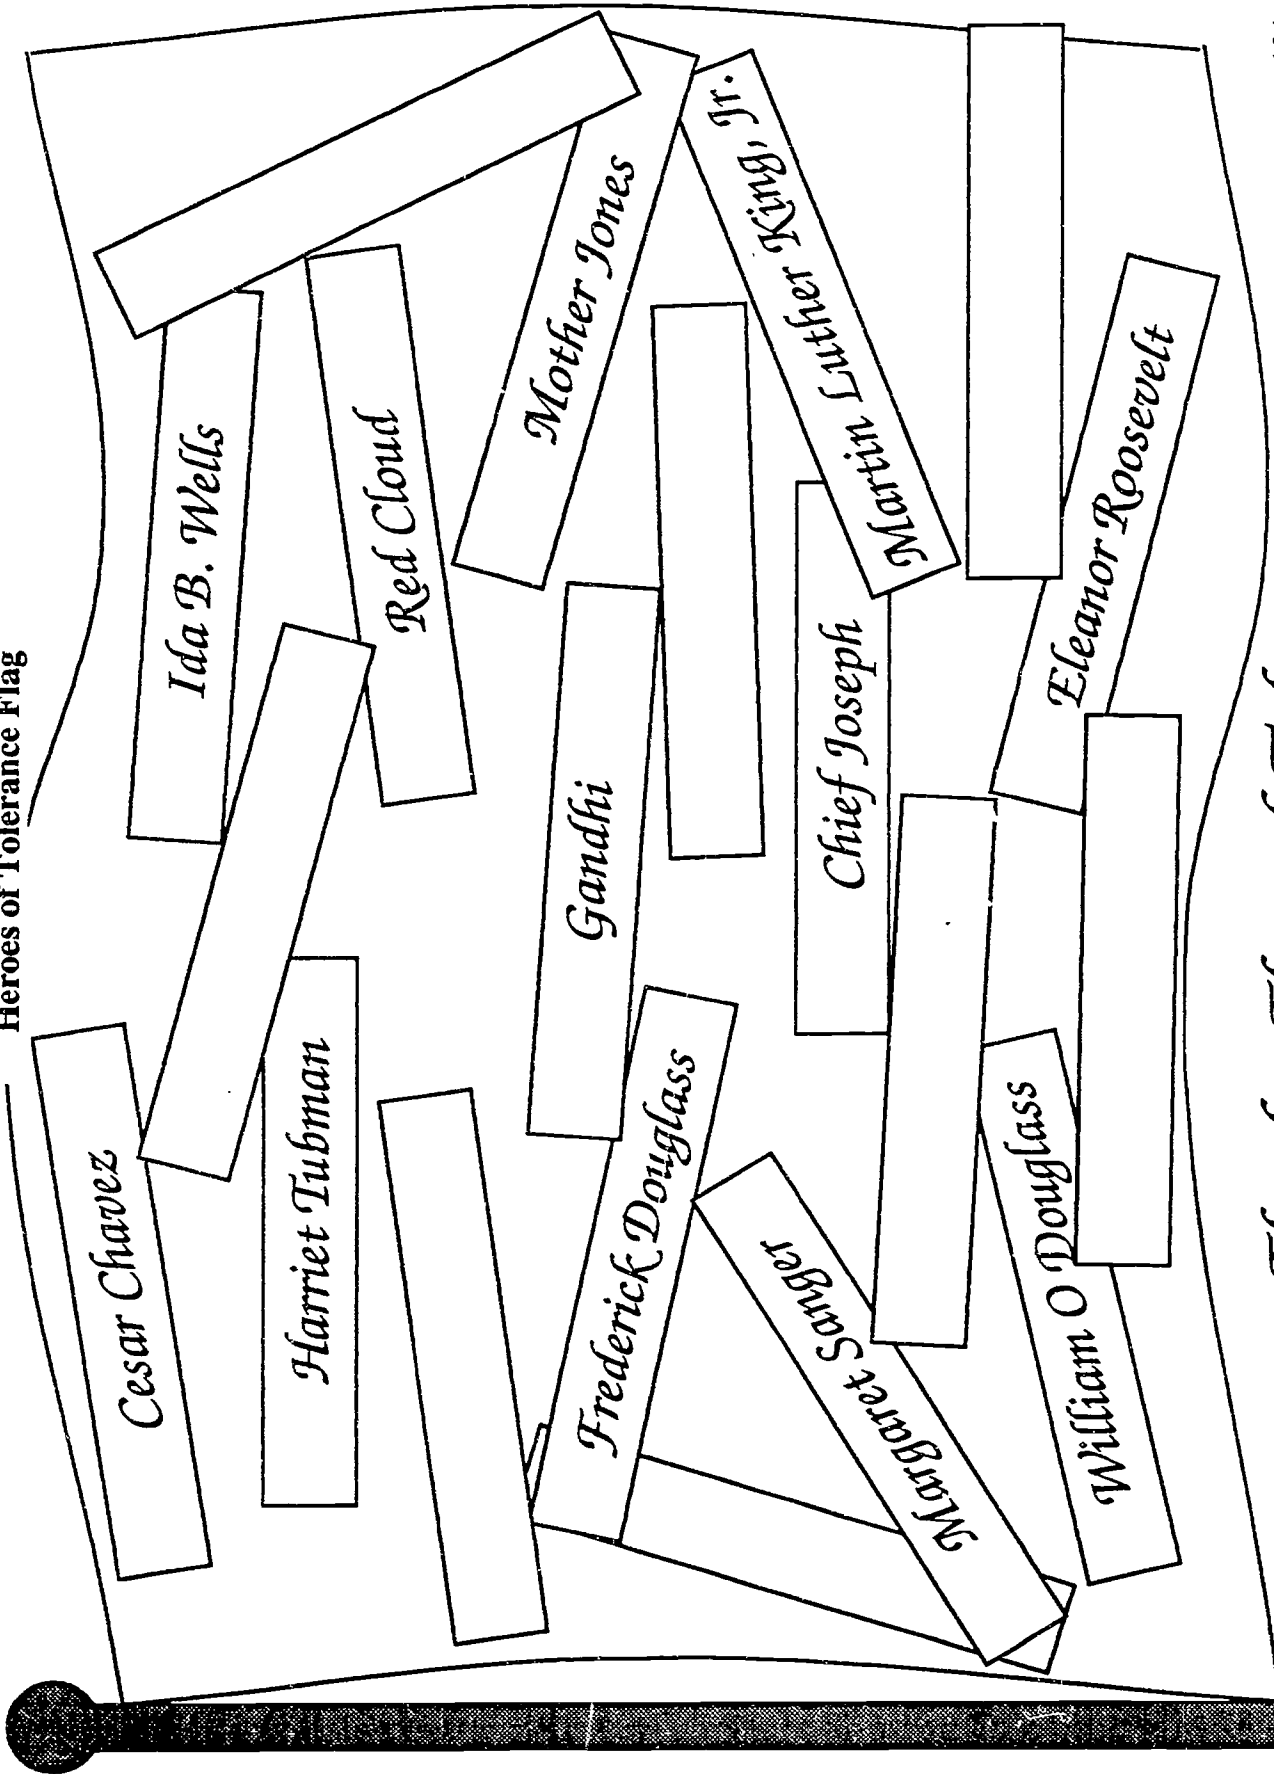 Heroes of Tolerance Flag
Cesar Chavez
Ida B. Wells
Harriet Tubman
Red Cloud
Mother Jones
Gandhi
Frederick Douglass
Martin Luther King, Jr.
Chief Joseph
Margaret Sanger
Eleanor Roosevelt
William O Douglass